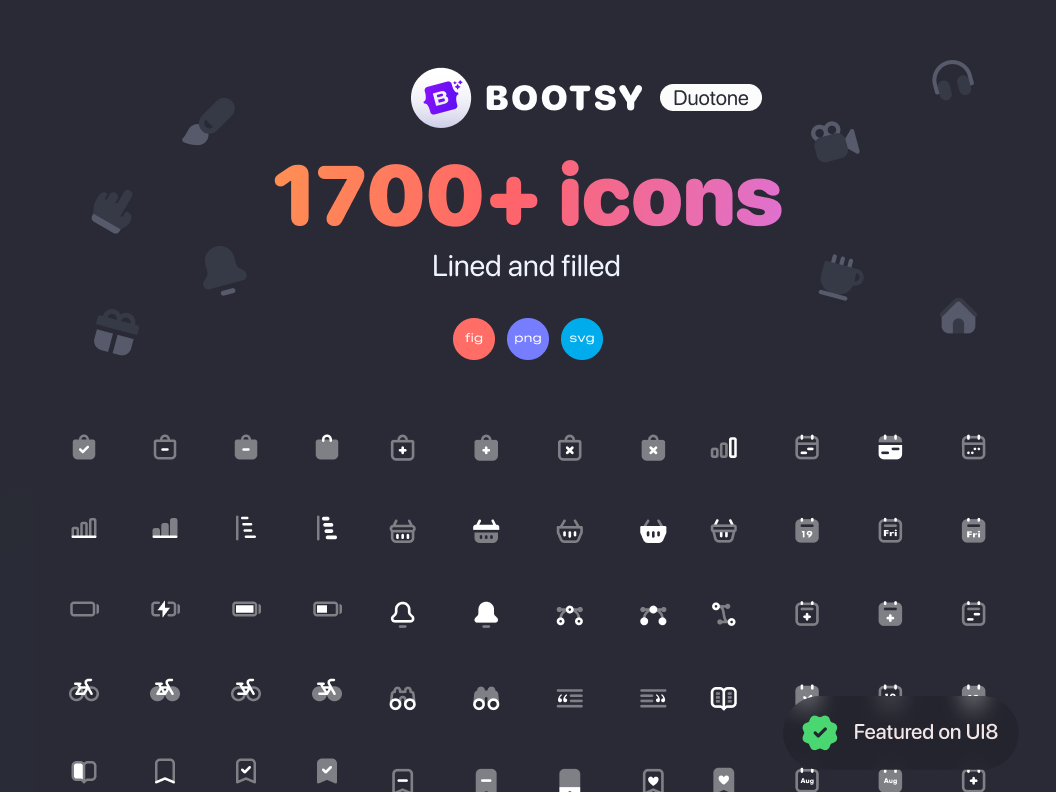 B BOOTSY Duotone
1700+ icons
Lined and filled
fig png svg
19 Fri Fri
Featured on UI8
Aug Aug